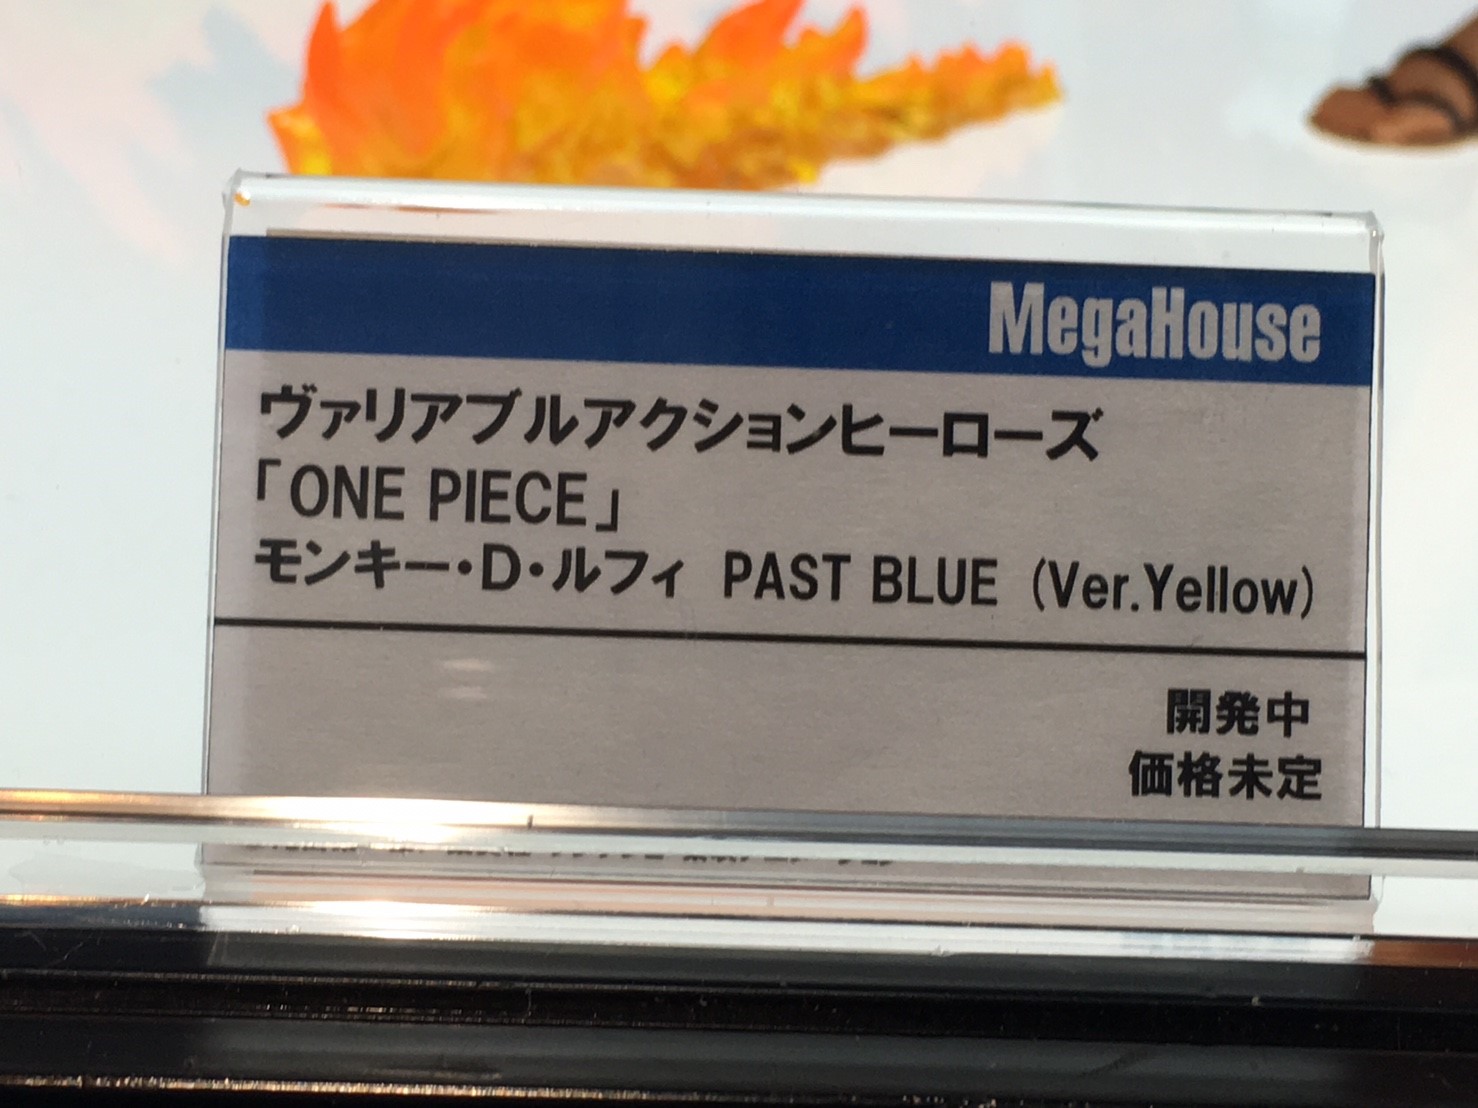 MegaHouse
ヴァリアブルアクションヒーローズ
「ONE PIECE」
モンキー・D・ルフィ PAST BLUE (Ver.Yellow)
開発中
価格未定